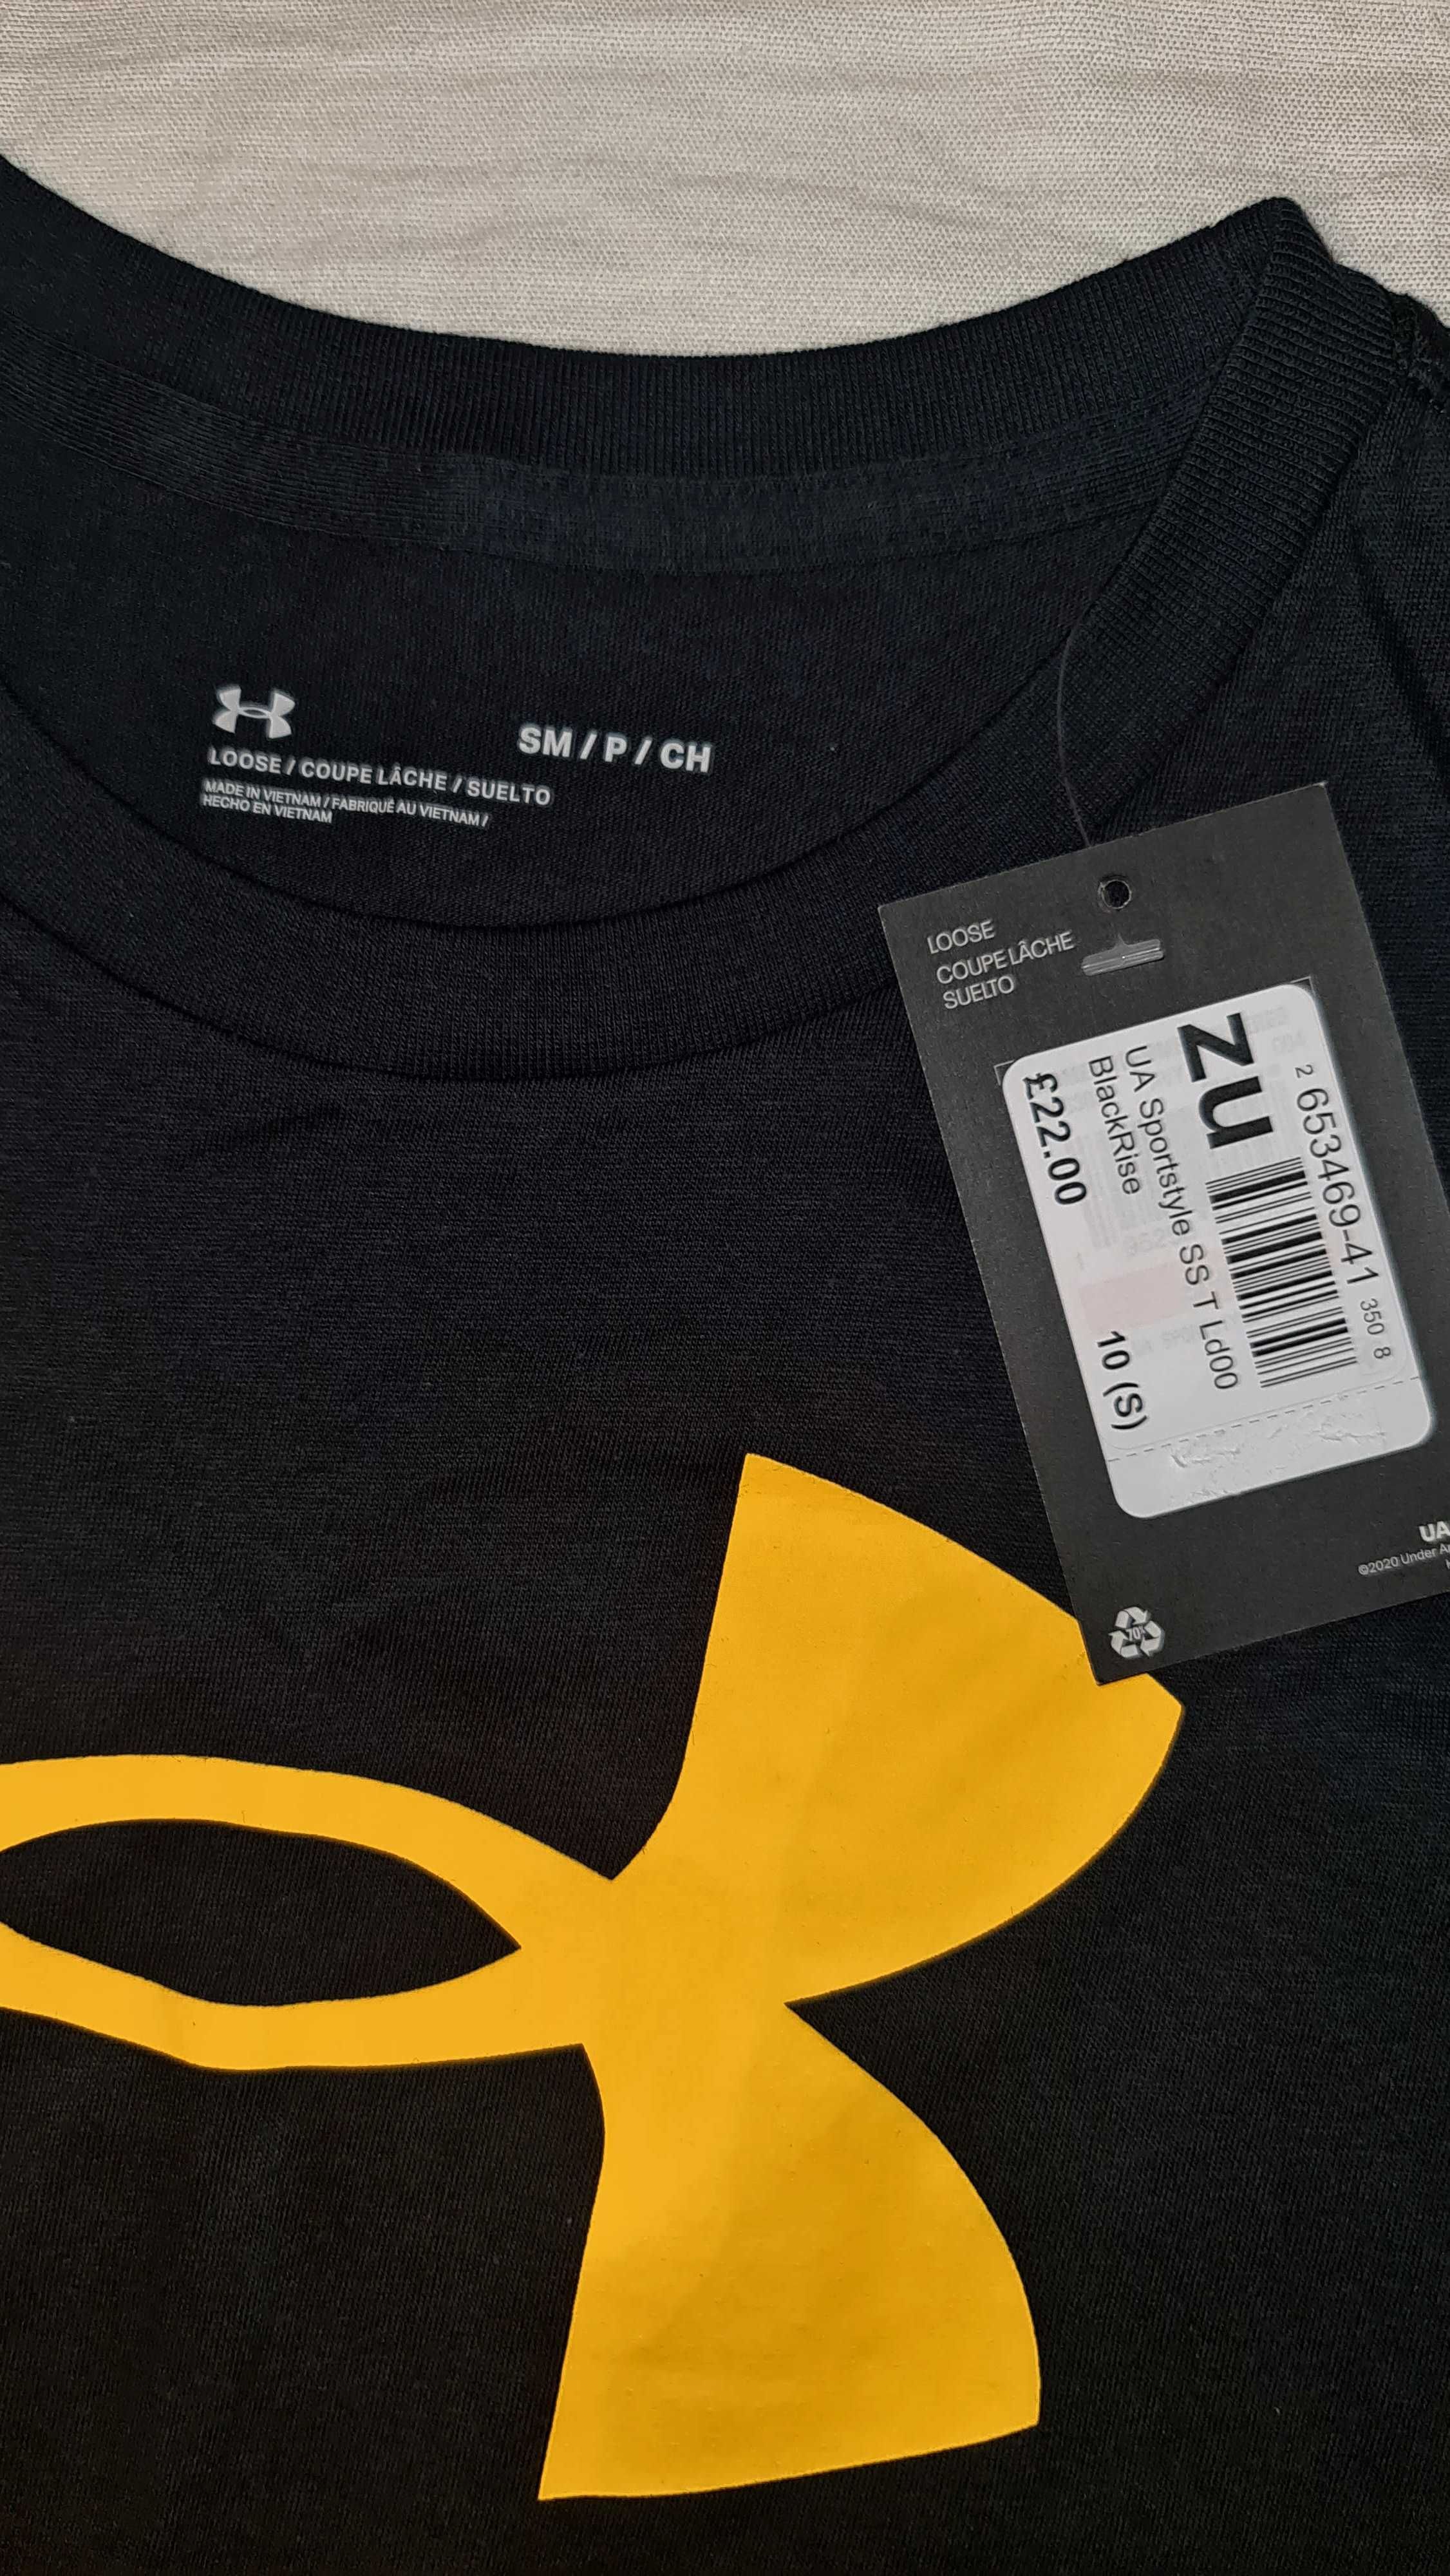 SM / P / CH
LOOSE / COUPE LÂCHE / SUELTO
MADE IN VIETNAM / FABRIQUÉ AU VIETNAM /
HECHO EN VIETNAM
LOOSE
COUPE LÂCHE
SUELTO
2 653469-41 350 8
ZU
UA Sportstyle SS T Ld00
BlackRise
£22.00 10 (S)
UA
©2020 Under
70%